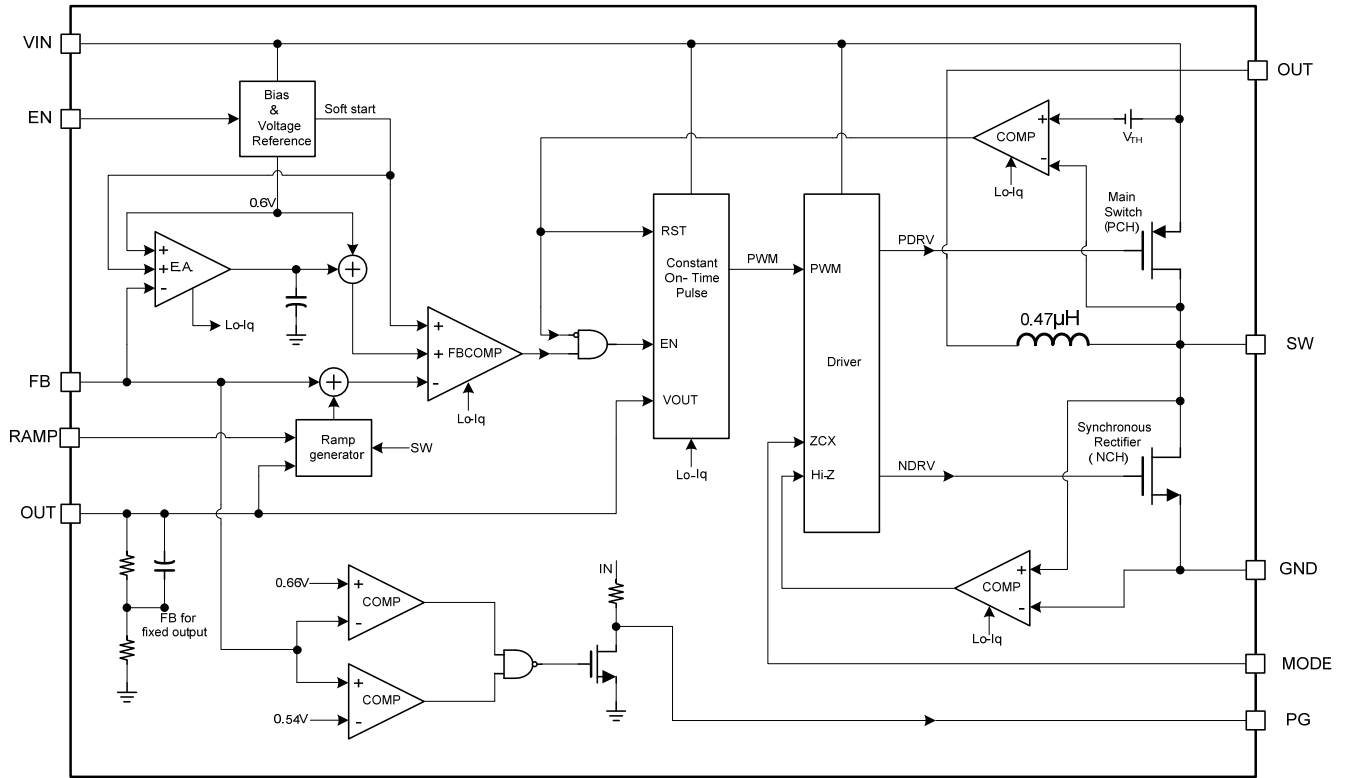 VIN
OUT
EN
Bias
&
Voltage
Reference
Soft start
+
COMP
-
VTH
Lo-Iq
0.6V
Main
Switch
(PCH)
+
+
E.A.
-
+
Lo-Iq
RST
Constant
On- Time
Pulse
PWM
PWM
PDRV
0.47µH
SW
+
+
FBCOMP
-
Lo-Iq
EN
VOUT
Lo-Iq
Driver
ZCX
Hi-Z
NDRV
Synchronous
Rectifier
( NCH)
FB
+
RAMP
Ramp
generator
SW
OUT
FB for
fixed output
0.66V
+
COMP
-
+
COMP
-
0.54V
IN
+
COMP
-
Lo-Iq
GND
MODE
PG